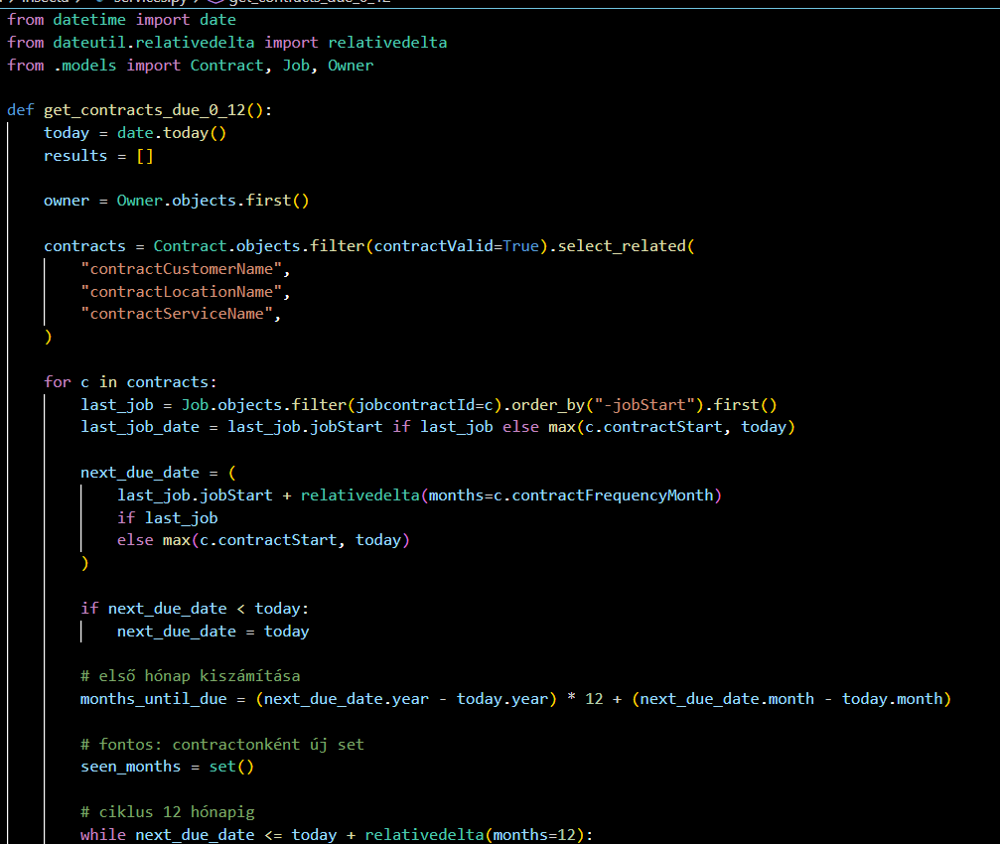 insecta / services.py / get_contracts_due_0_12
from datetime import date
from dateutil.relativedelta import relativedelta
from .models import Contract, Job, Owner
def get_contracts_due_0_12():
    today = date.today()
    results = []
    owner = Owner.objects.first()
    contracts = Contract.objects.filter(contractValid=True).select_related(
        "contractCustomerName",
        "contractLocationName",
        "contractServiceName",
    )
    for c in contracts:
        last_job = Job.objects.filter(jobcontractId=c).order_by("-jobStart").first()
        last_job_date = last_job.jobStart if last_job else max(c.contractStart, today)
        next_due_date = (
            last_job.jobStart + relativedelta(months=c.contractFrequencyMonth)
            if last_job
            else max(c.contractStart, today)
        )
        if next_due_date < today:
            next_due_date = today
        # első hónap kiszámítása
        months_until_due = (next_due_date.year - today.year) * 12 + (next_due_date.month - today.month)
        # fontos: contractonként új set
        seen_months = set()
        # ciklus 12 hónapig
        while next_due_date <= today + relativedelta(months=12):